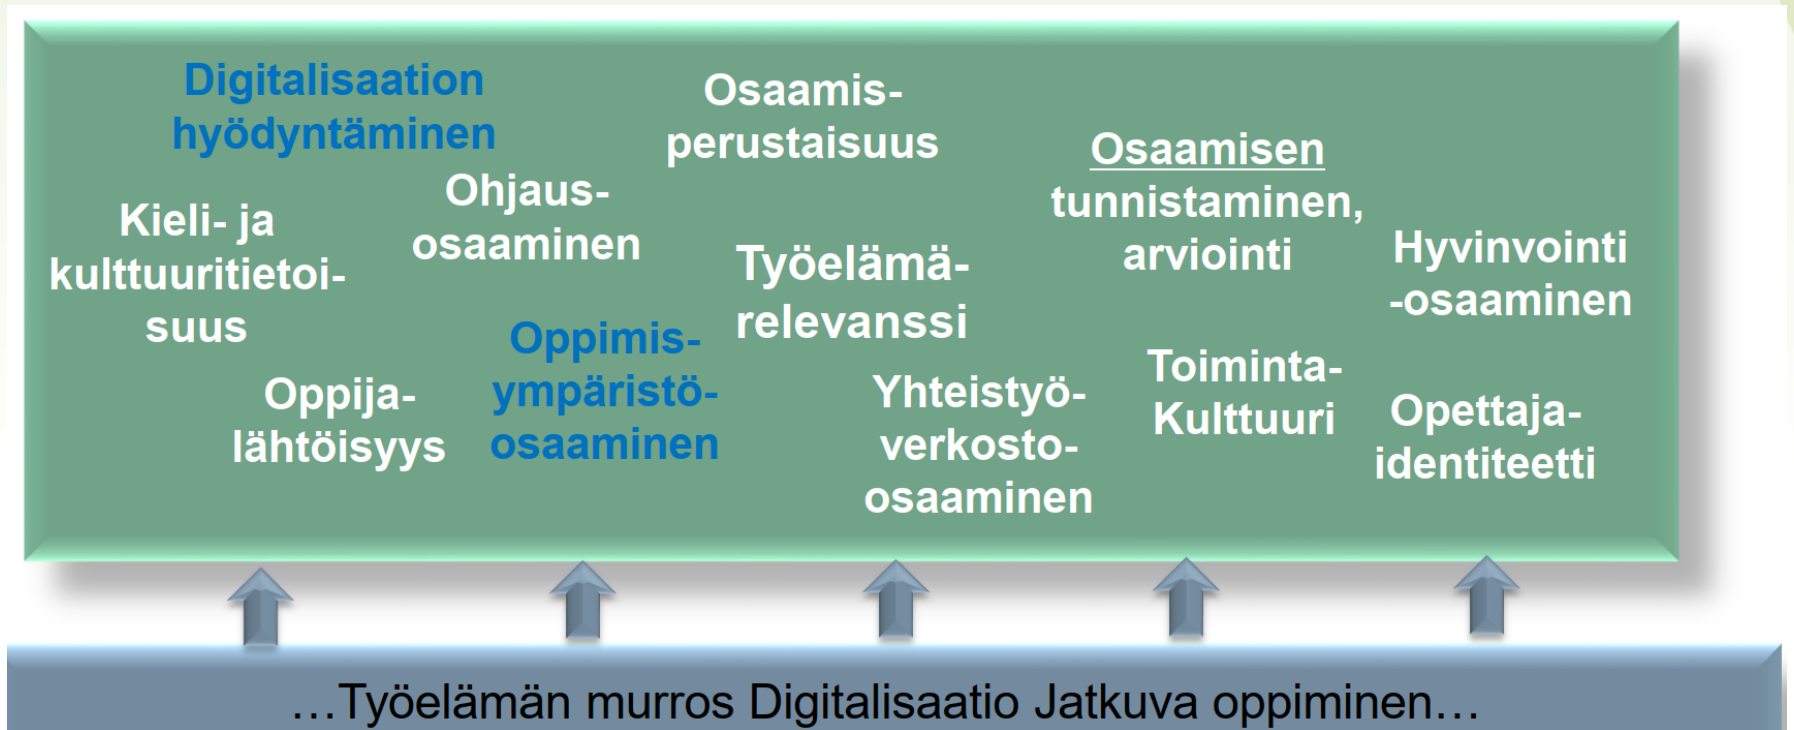 Digitalisaation
hyödyntäminen
Osaamis-
perustaisuus
Osaamisen
tunnistaminen,
arviointi
Kieli- ja
kulttuuritietoi-
suus
Ohjaus-
osaaminen
Työelämä-
relevanssi
Hyvinvointi
-osaaminen
Oppija-
lähtöisyys
Oppimis-
ympäristö-
osaaminen
Yhteistyö-
verkosto-
osaaminen
Toiminta-
Kulttuuri
Opettaja-
identiteetti
…Työelämän murros Digitalisaatio Jatkuva oppiminen…